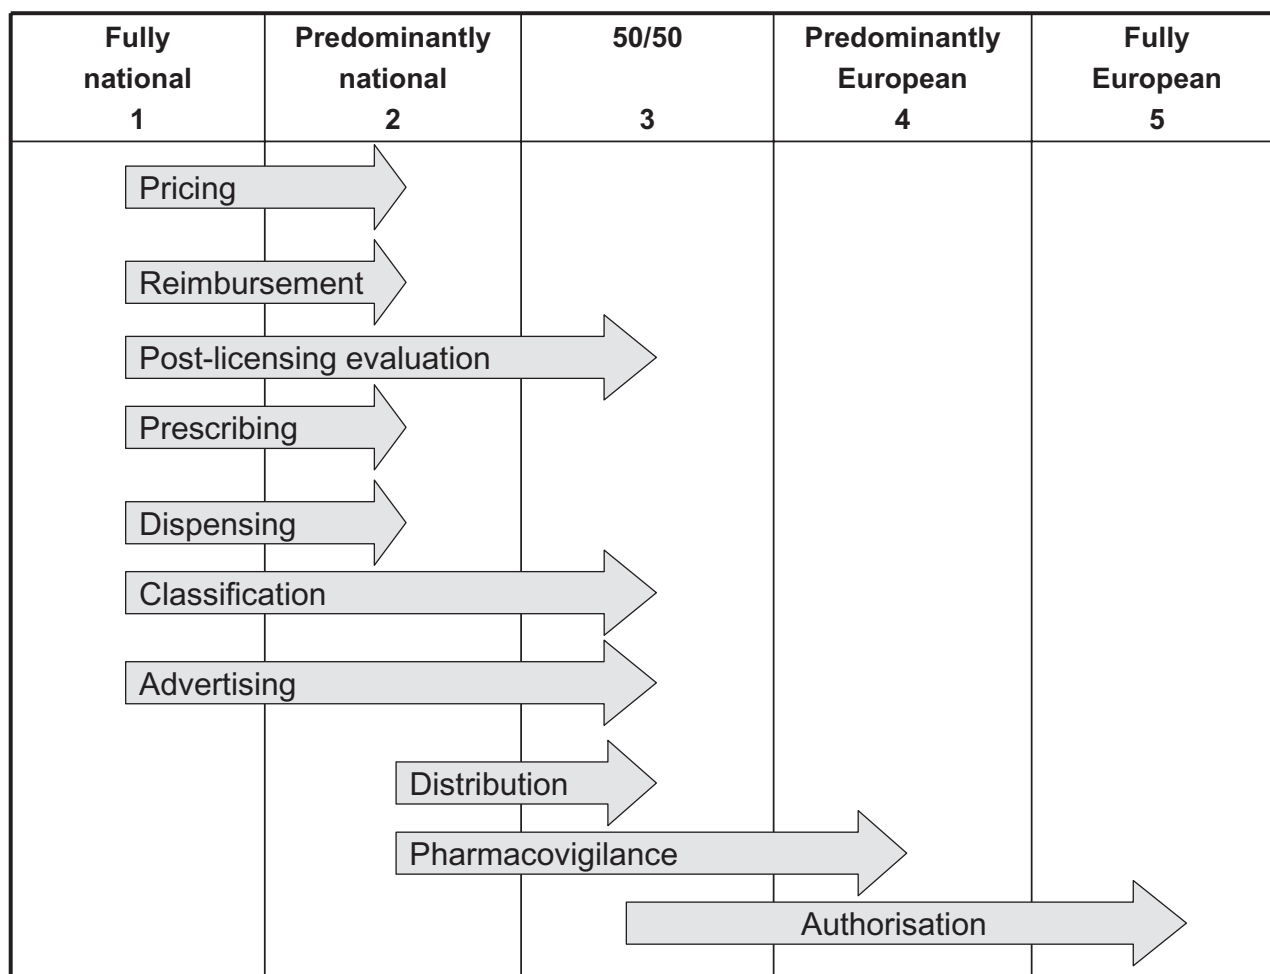 Fully national 1
Predominantly national 2
50/50 3
Predominantly European 4
Fully European 5
Pricing
Reimbursement
Post-licensing evaluation
Prescribing
Dispensing
Classification
Advertising
Distribution
Pharmacovigilance
Authorisation